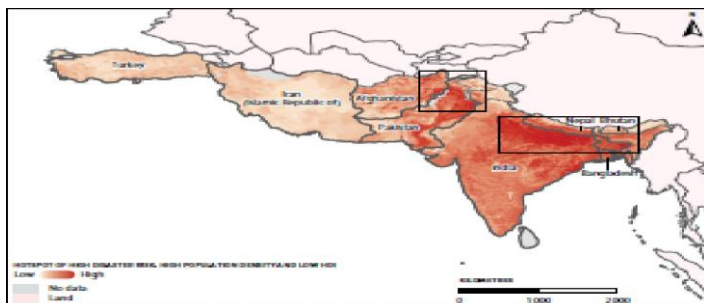 N
Turkey
Iran
(Islamic Republic of)
Afghanistan
Pakistan
Nepal Bhutan
India
Bangladesh
HOTSPOT OF HIGH DISASTER RISK, HIGH POPULATION DENSITY AND LOW HDI
Low High
No data
Land
KILOMETRES
0 1 000 2 000